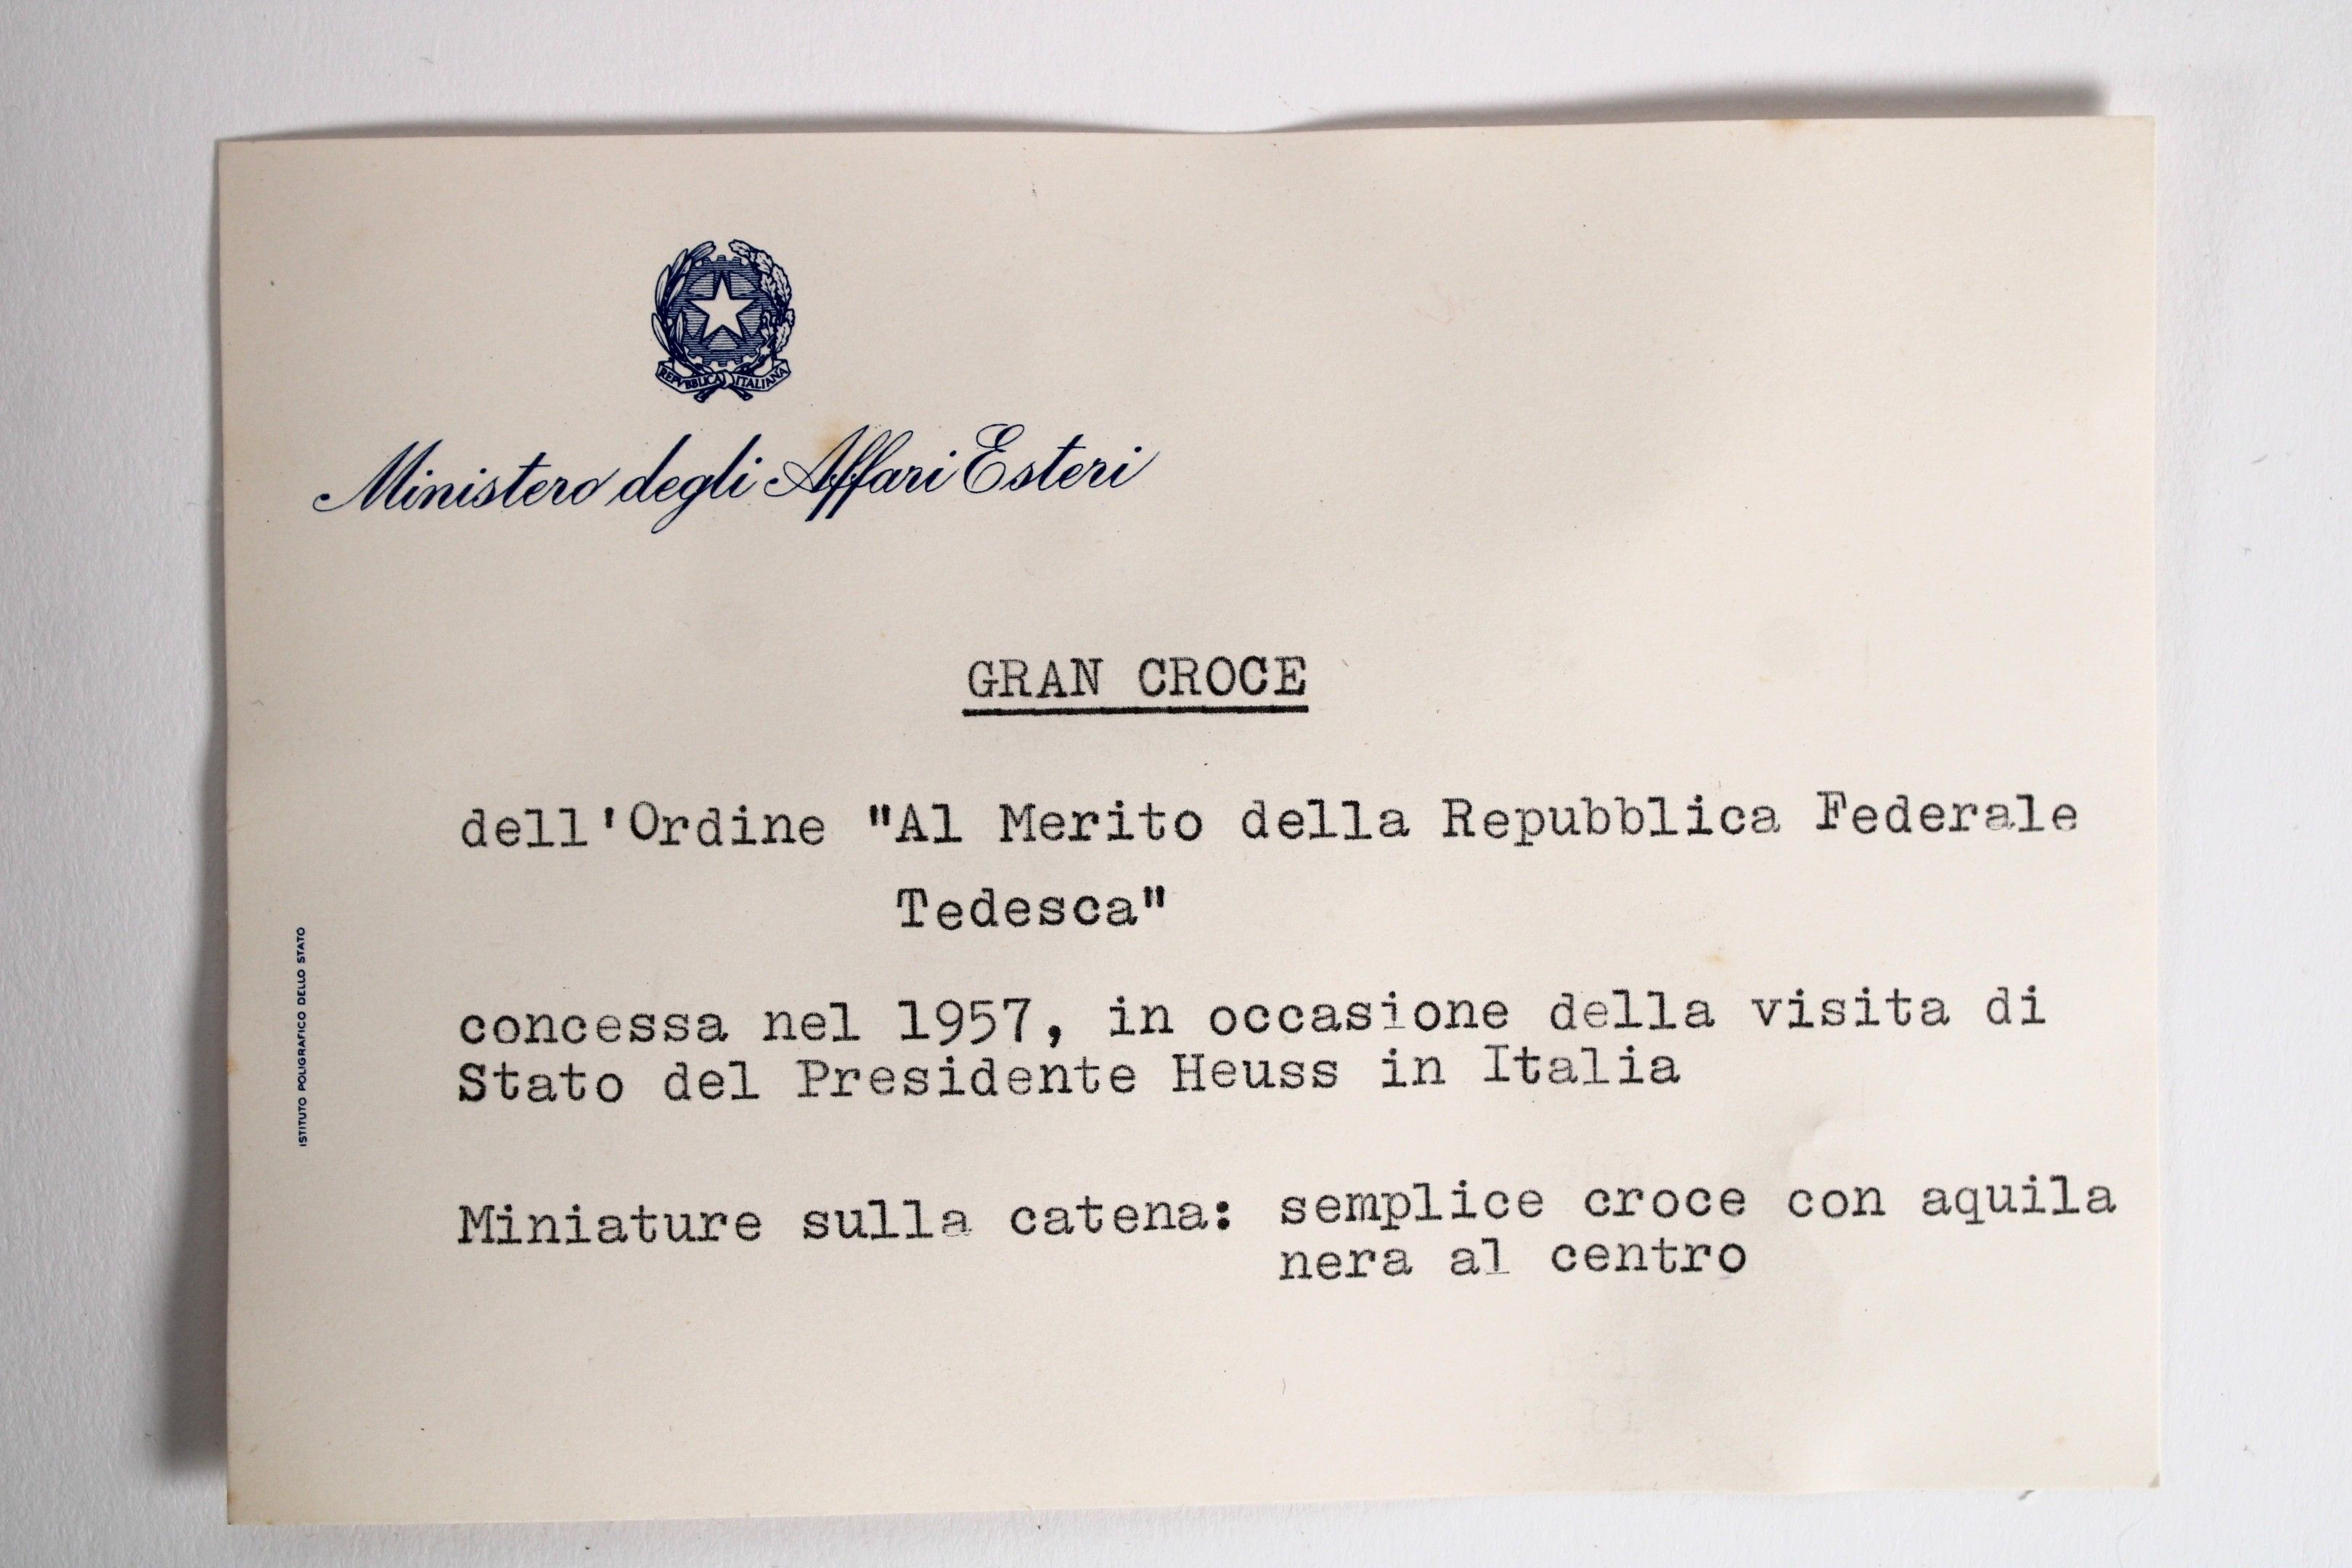 REPVBBLICA ITALIANA
Ministero degli Affari Esteri
GRAN CROCE
dell'Ordine "Al Merito della Repubblica Federale
Tedesca"
concessa nel 1957, in occasione della visita di
Stato del Presidente Heuss in Italia
Miniature sulla catena: semplice croce con aquila
nera al centro
ISTITUTO POLIGRAFICO DELLO STATO